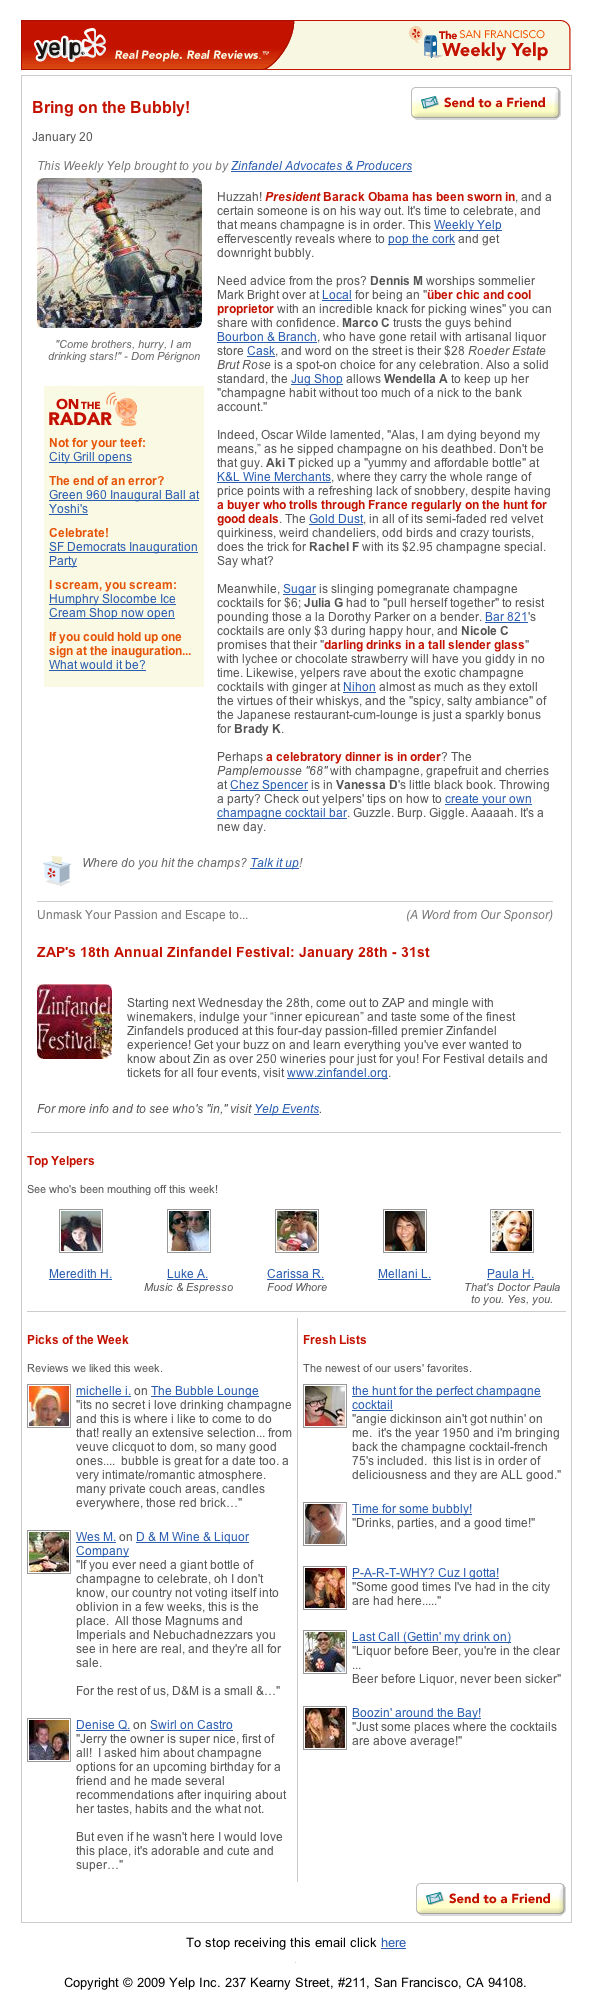 yelp
Real People. Real Reviews.™
The SAN FRANCISCO
Weekly Yelp
Bring on the Bubbly!
Send to a Friend
January 20
This Weekly Yelp brought to you by Zinfandel Advocates & Producers
"Come brothers, hurry, I am
drinking stars!" - Dom Pérignon
ON THE
RADAR
Not for your teef:
City Grill opens
The end of an error?
Green 960 Inaugural Ball at
Yoshi's
Celebrate!
SF Democrats Inauguration
Party
I scream, you scream:
Humphry Slocombe Ice
Cream Shop now open
If you could hold up one
sign at the inauguration...
What would it be?
Huzzah! President Barack Obama has been sworn in, and a
certain someone is on his way out. It's time to celebrate, and
that means champagne is in order. This Weekly Yelp
effervescently reveals where to pop the cork and get
downright bubbly.
Need advice from the pros? Dennis M worships sommelier
Mark Bright over at Local for being an "über chic and cool
proprietor with an incredible knack for picking wines" you can
share with confidence. Marco C trusts the guys behind
Bourbon & Branch, who have gone retail with artisanal liquor
store Cask, and word on the street is their $28 Roeder Estate
Brut Rose is a spot-on choice for any celebration. Also a solid
standard, the Jug Shop allows Wendella A to keep up her
"champagne habit without too much of a nick to the bank
account."
Indeed, Oscar Wilde lamented, "Alas, I am dying beyond my
means,” as he sipped champagne on his deathbed. Don't be
that guy. Aki T picked up a "yummy and affordable bottle" at
K&L Wine Merchants, where they carry the whole range of
price points with a refreshing lack of snobbery, despite having
a buyer who trolls through France regularly on the hunt for
good deals. The Gold Dust, in all of its semi-faded red velvet
quirkiness, weird chandeliers, odd birds and crazy tourists,
does the trick for Rachel F with its $2.95 champagne special.
Say what?
Meanwhile, Sugar is slinging pomegranate champagne
cocktails for $6; Julia G had to "pull herself together" to resist
pounding those a la Dorothy Parker on a bender. Bar 821's
cocktails are only $3 during happy hour, and Nicole C
promises that their "darling drinks in a tall slender glass"
with lychee or chocolate strawberry will have you giddy in no
time. Likewise, yelpers rave about the exotic champagne
cocktails with ginger at Nihon almost as much as they extoll
the virtues of their whiskys, and the "spicy, salty ambiance" of
the Japanese restaurant-cum-lounge is just a sparkly bonus
for Brady K.
Perhaps a celebratory dinner is in order? The
Pamplemousse "68" with champagne, grapefruit and cherries
at Chez Spencer is in Vanessa D's little black book. Throwing
a party? Check out yelpers' tips on how to create your own
champagne cocktail bar. Guzzle. Burp. Giggle. Aaaaah. It's a
new day.
Where do you hit the champs? Talk it up!
Unmask Your Passion and Escape to...
(A Word from Our Sponsor)
ZAP's 18th Annual Zinfandel Festival: January 28th - 31st
Zinfandel
Festival
Starting next Wednesday the 28th, come out to ZAP and mingle with
winemakers, indulge your “inner epicurean” and taste some of the finest
Zinfandels produced at this four-day passion-filled premier Zinfandel
experience! Get your buzz on and learn everything you've ever wanted to
know about Zin as over 250 wineries pour just for you! For Festival details and
tickets for all four events, visit www.zinfandel.org.
For more info and to see who's "in," visit Yelp Events.
Top Yelpers
See who's been mouthing off this week!
Meredith H.
Luke A.
Music & Espresso
Carissa R.
Food Whore
Mellani L.
Paula H.
That's Doctor Paula
to you. Yes, you.
Picks of the Week
Reviews we liked this week.
michelle i. on The Bubble Lounge
"its no secret i love drinking champagne
and this is where i like to come to do
that! really an extensive selection... from
veuve clicquot to dom, so many good
ones.... bubble is great for a date too. a
very intimate/romantic atmosphere.
many private couch areas, candles
everywhere, those red brick…"
Wes M. on D & M Wine & Liquor
Company
"If you ever need a giant bottle of
champagne to celebrate, oh I don't
know, our country not voting itself into
oblivion in a few weeks, this is the
place. All those Magnums and
Imperials and Nebuchadnezzars you
see in here are real, and they're all for
sale.
For the rest of us, D&M is a small &…"
Denise Q. on Swirl on Castro
"Jerry the owner is super nice, first of
all! I asked him about champagne
options for an upcoming birthday for a
friend and he made several
recommendations after inquiring about
her tastes, habits and the what not.
But even if he wasn't here I would love
this place, it's adorable and cute and
super…"
Fresh Lists
The newest of our users' favorites.
the hunt for the perfect champagne
cocktail
"angie dickinson ain't got nuthin' on
me. it's the year 1950 and i'm bringing
back the champagne cocktail-french
75's included. this list is in order of
deliciousness and they are ALL good."
Time for some bubbly!
"Drinks, parties, and a good time!"
P-A-R-T-WHY? Cuz I gotta!
"Some good times I've had in the city
are had here....."
Last Call (Gettin' my drink on)
"Liquor before Beer, you're in the clear
...
Beer before Liquor, never been sicker"
Boozin' around the Bay!
"Just some places where the cocktails
are above average!"
Send to a Friend
To stop receiving this email click here
Copyright © 2009 Yelp Inc. 237 Kearny Street, #211, San Francisco, CA 94108.